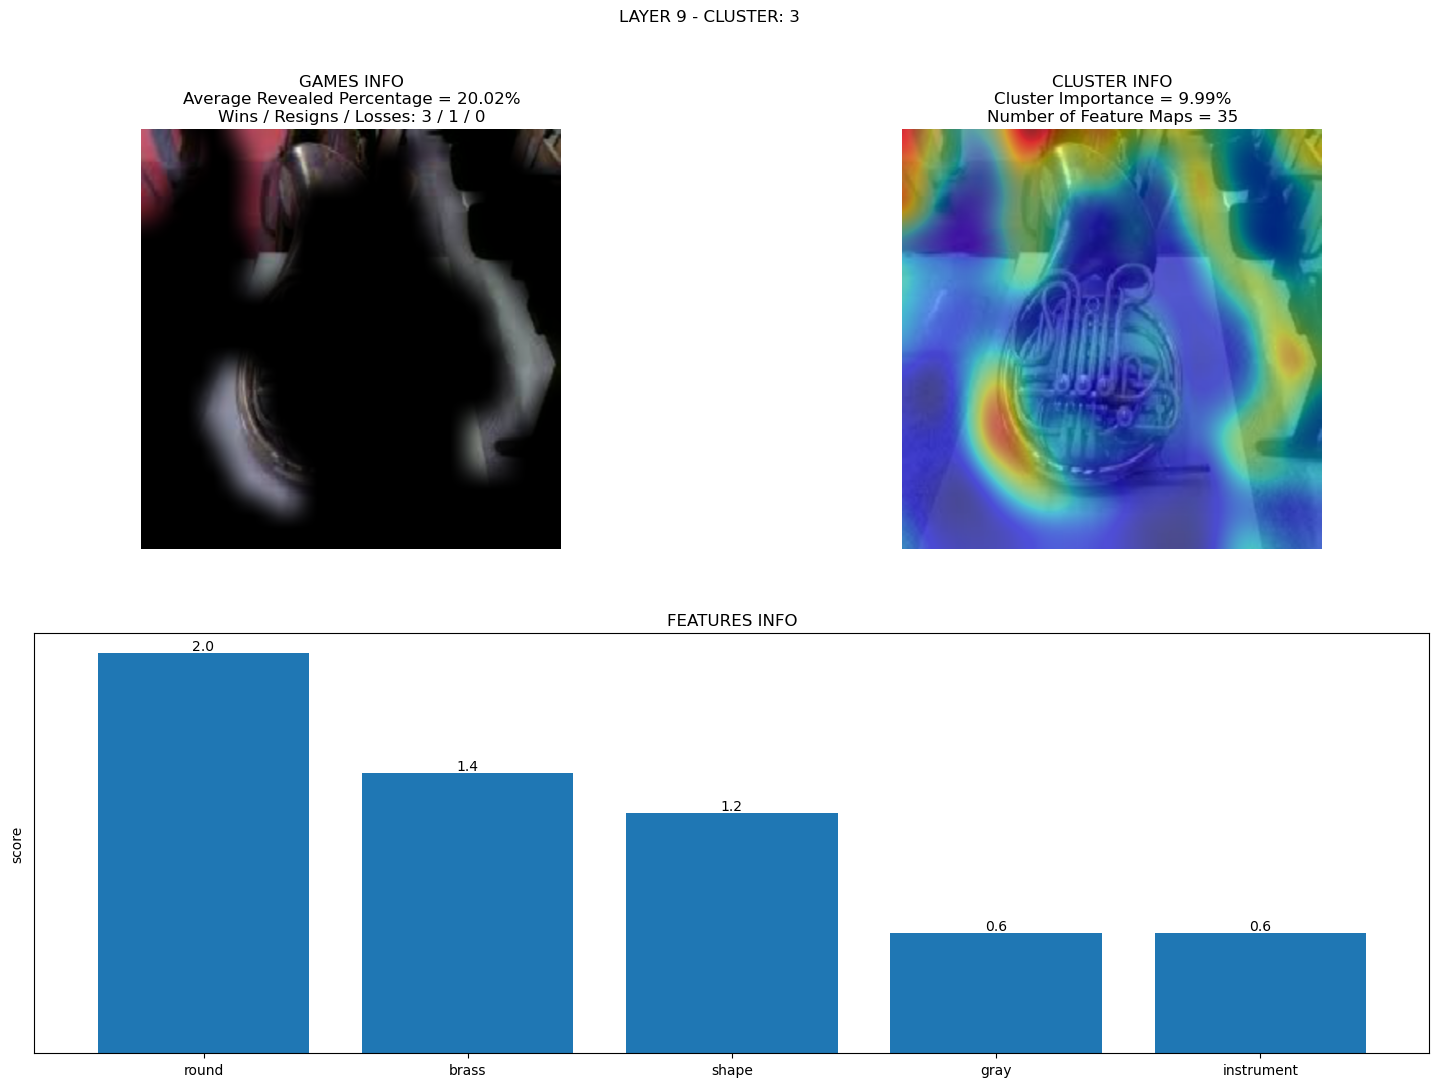 LAYER 9 - CLUSTER: 3
GAMES INFO
Average Revealed Percentage = 20.02%
Wins / Resigns / Losses: 3 / 1 / 0
CLUSTER INFO
Cluster Importance = 9.99%
Number of Feature Maps = 35
FEATURES INFO
score
2.0
1.4
1.2
0.6
0.6
round
brass
shape
gray
instrument